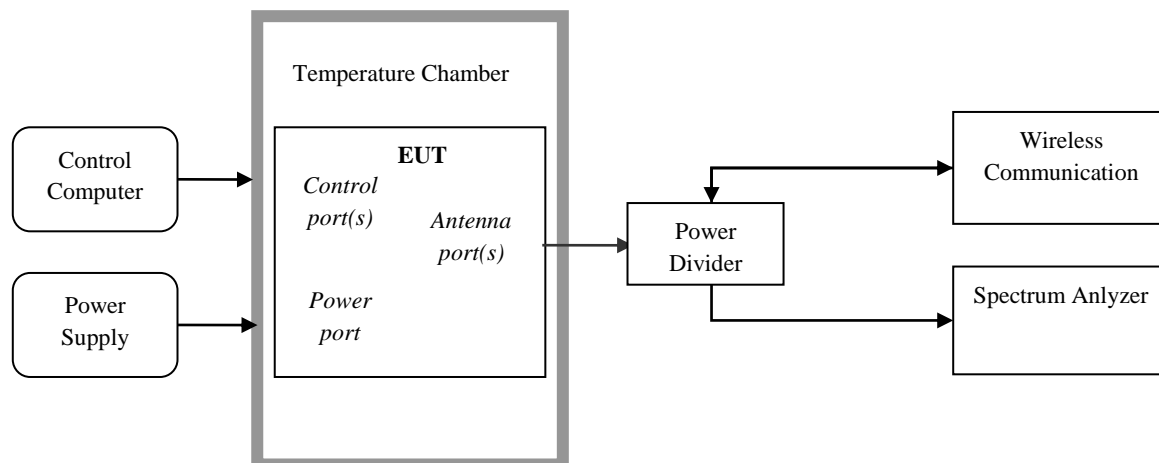 Temperature Chamber
Control
Computer
Power
Supply
EUT
Control
port(s)
Antenna
port(s)
Power
port
Power
Divider
Wireless
Communication
Spectrum Anlyzer